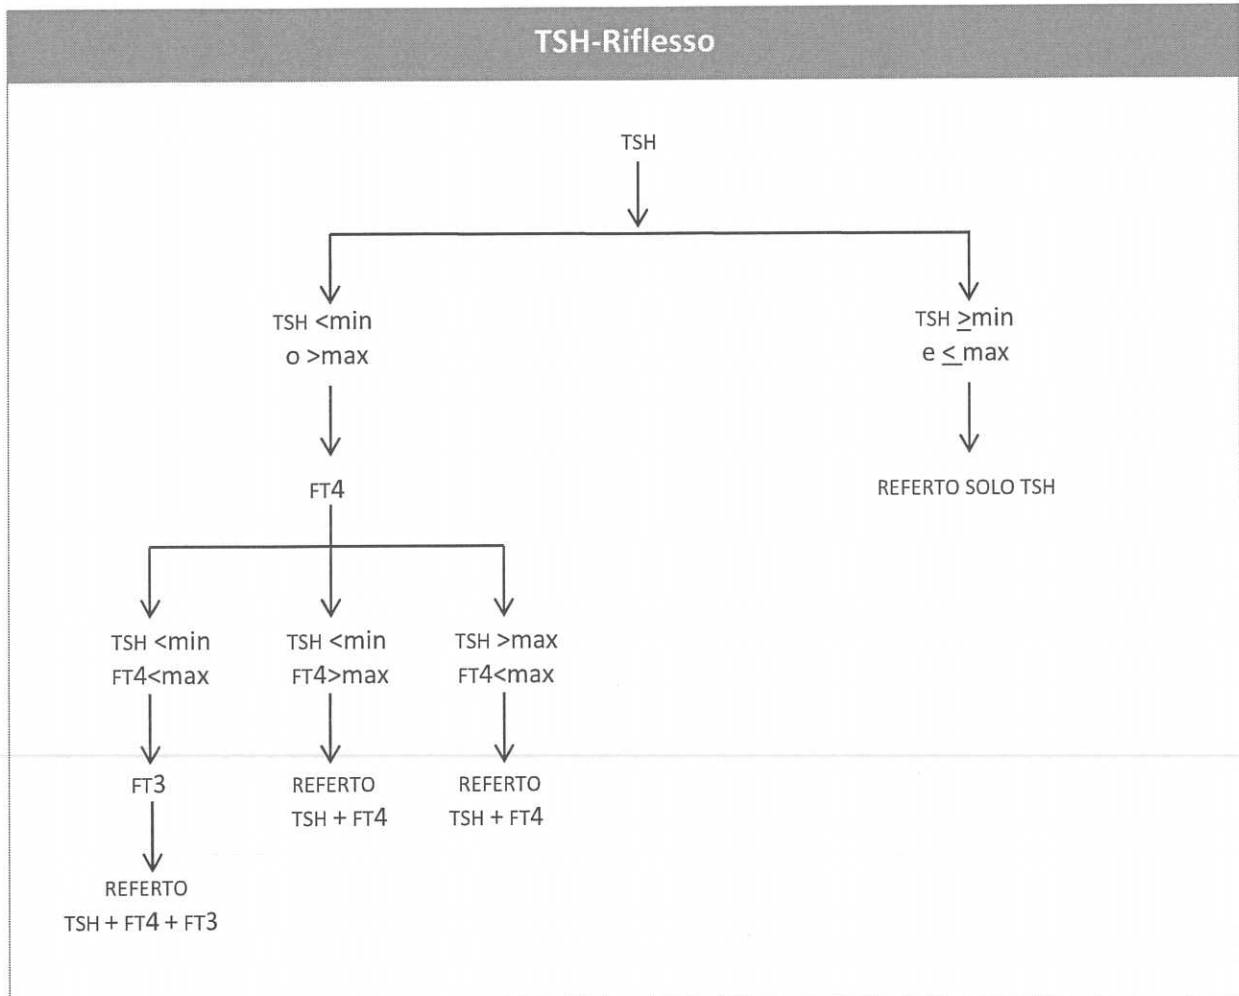 TSH-Riflesso
TSH
TSH <min
o >max
TSH ≥min
e ≤ max
FT4
REFERTO SOLO TSH
TSH <min
FT4<max
TSH <min
FT4>max
TSH >max
FT4<max
FT3
REFERTO
TSH + FT4
REFERTO
TSH + FT4
REFERTO
TSH + FT4 + FT3